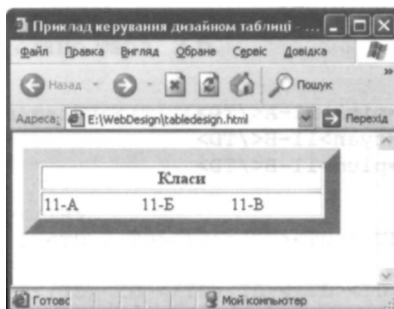 Приклад керування дизайном таблиці - ...
Файл Правка Вигляд Обране Сервіс Довідка
Назад Пошук »
Адреса: E:\WebDesign\tabledesign.html Перехід
Класи
11-А 11-Б 11-В
Готово Мой компьютер